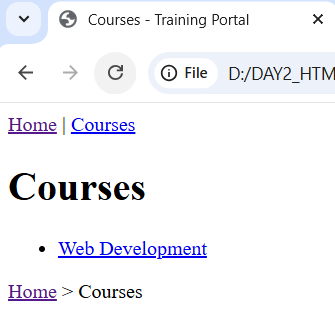 Courses - Training Portal
File D:/DAY2_HTM
Home | Courses
Courses
• Web Development
Home > Courses